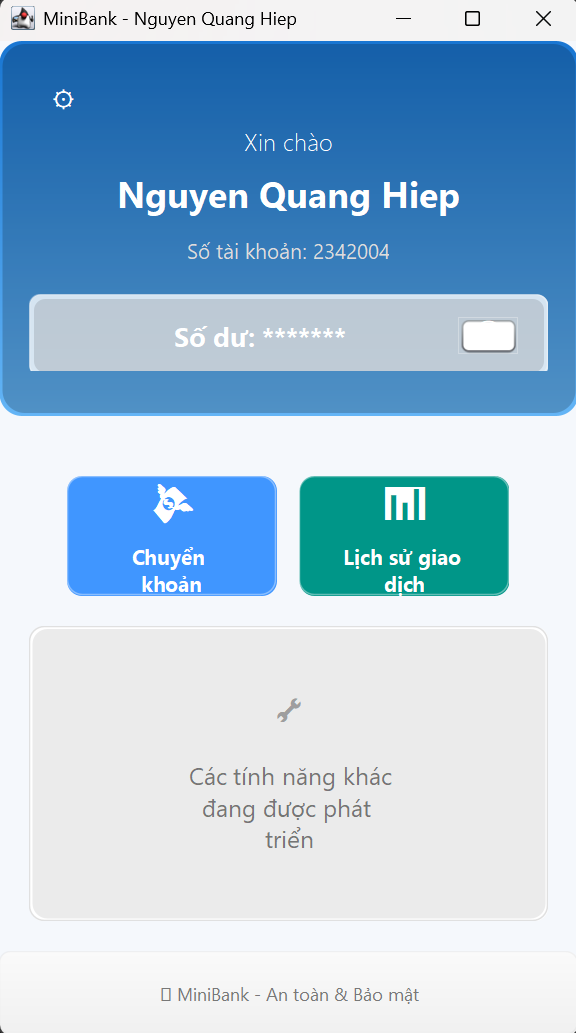 MiniBank - Nguyen Quang Hiep
Xin chào
Nguyen Quang Hiep
Số tài khoản: 2342004
Số dư: *******
Chuyển
khoản
Lịch sử giao
dịch
Các tính năng khác
đang được phát
triển
MiniBank - An toàn & Bảo mật